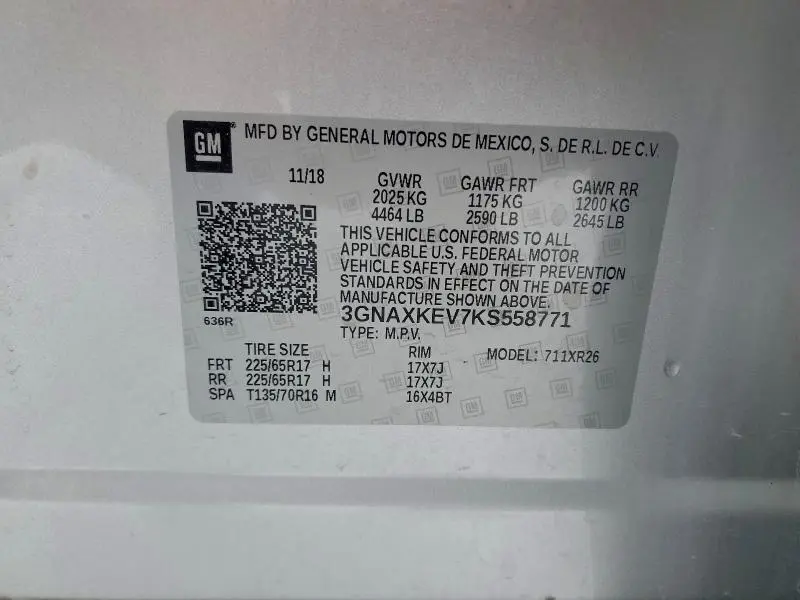 GM® MFD BY GENERAL MOTORS DE MEXICO, S. DE R.L. DE C.V.
11/18 GVWR GAWR FRT GAWR RR
2025 KG 1175 KG 1200 KG
4464 LB 2590 LB 2645 LB
THIS VEHICLE CONFORMS TO ALL
APPLICABLE U.S. FEDERAL MOTOR
VEHICLE SAFETY AND THEFT PREVENTION
STANDARDS IN EFFECT ON THE DATE OF
MANUFACTURE SHOWN ABOVE.
636R
3GNAXKEV7KS558771
TYPE: M.P.V.
TIRE SIZE RIM MODEL: 711XR26
FRT 225/65R17 H 17X7J
RR 225/65R17 H 17X7J
SPA T135/70R16 M 16X4BT